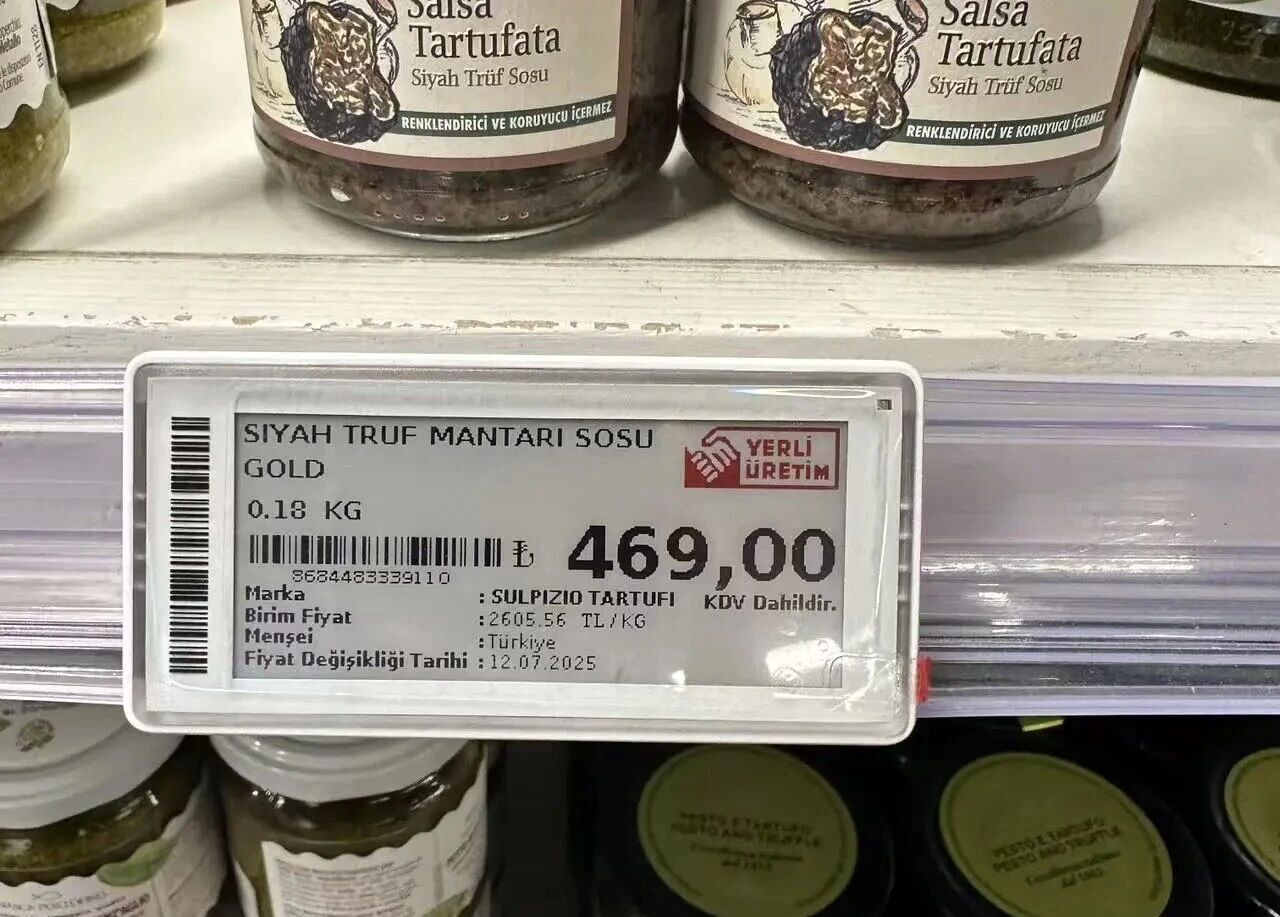 Salsa
Tartufata
Siyah Trüf Sosu
RENKLENDİRİCİ VE KORUYUCU İÇERMEZ
Salsa
Tartufata
Siyah Trüf Sosu
RENKLENDİRİCİ VE KORUYUCU İÇERMEZ
SIYAH TRUF MANTARI SOSU
GOLD
YERLİ
ÜRETİM
0.18 KG
₺ 469,00
8684483339110
Marka : SULPIZIO TARTUFI KDV Dahildir.
Birim Fiyat :2605.56 TL/KG
Menşei :Türkiye
Fiyat Değişikliği Tarihi :12.07.2025
PESTO E TARTUFO
PESTO AND TRUFFLE
PESTO E TARTUFO
PESTO AND TRUFFLE